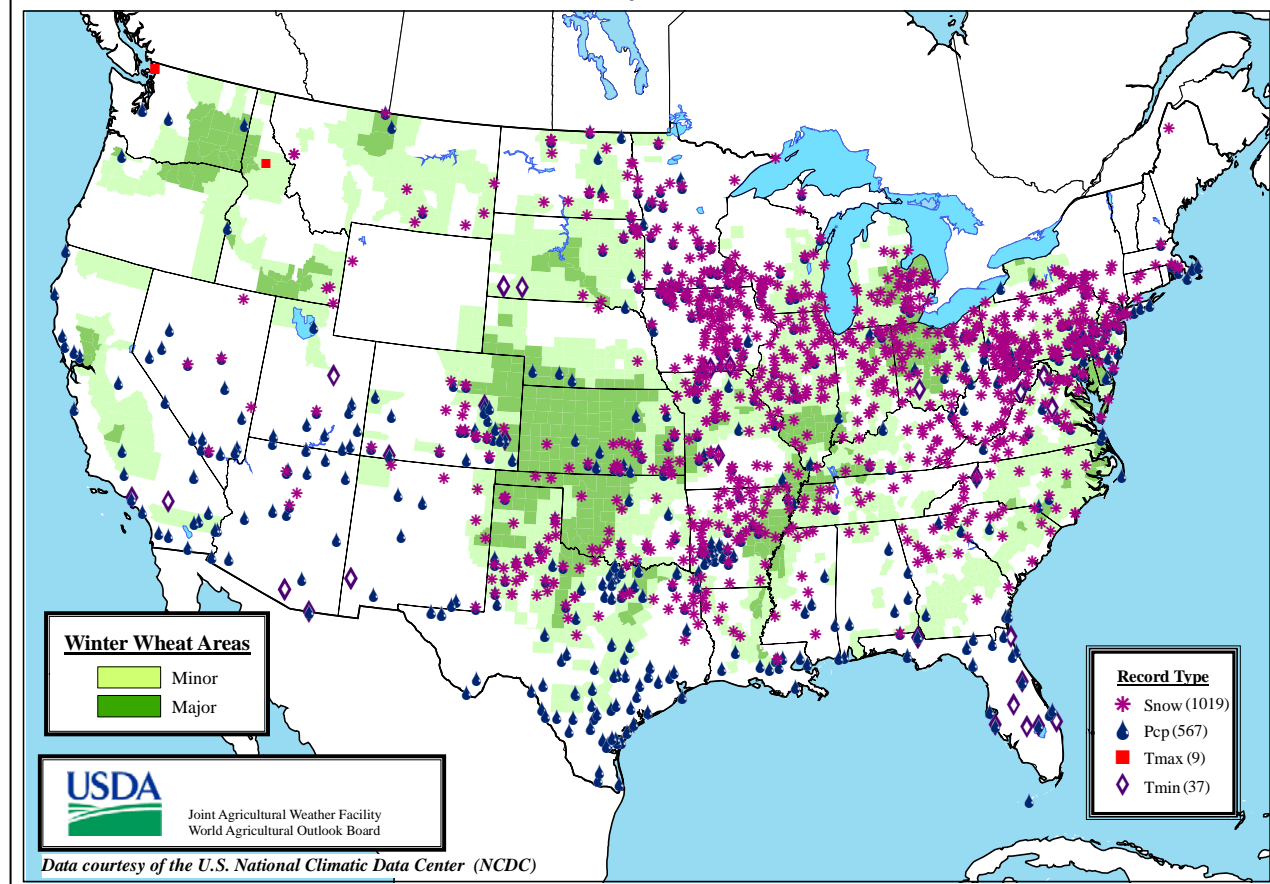 Winter Wheat Areas
Minor
Major
USDA
Joint Agricultural Weather Facility
World Agricultural Outlook Board
Data courtesy of the U.S. National Climatic Data Center (NCDC)
Record Type
Snow (1019)
Pcp (567)
Tmax (9)
Tmin (37)